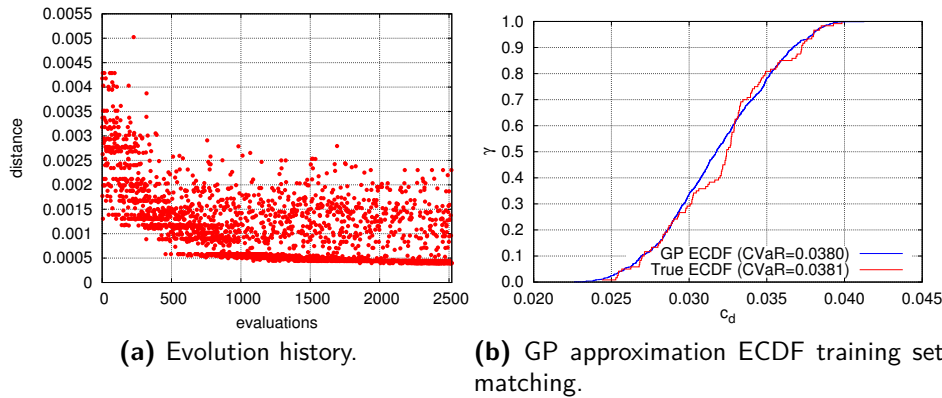 0.0055
0.005
0.0045
0.004
0.0035
0.003
0.0025
0.002
0.0015
0.001
0.0005
0
distance
0 500 1000 1500 2000 2500
evaluations
(a) Evolution history.
1.0
0.9
0.8
0.7
0.6
0.5
0.4
0.3
0.2
0.1
0.0
γ
GP ECDF (CVaR=0.0380)
True ECDF (CVaR=0.0381)
0.020 0.025 0.030 0.035 0.040 0.045
c_d
(b) GP approximation ECDF training set
matching.